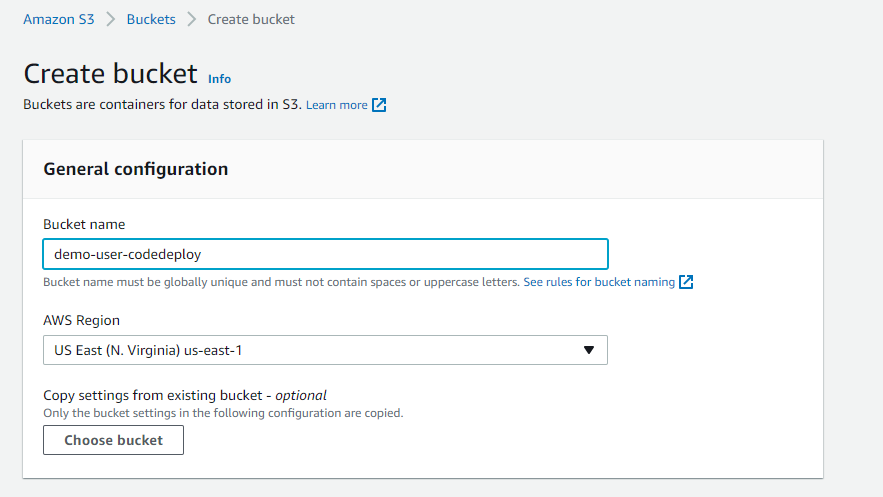 Amazon S3 > Buckets > Create bucket
Create bucket Info
Buckets are containers for data stored in S3. Learn more
General configuration
Bucket name
demo-user-codedeploy
Bucket name must be globally unique and must not contain spaces or uppercase letters. See rules for bucket naming
AWS Region
US East (N. Virginia) us-east-1
Copy settings from existing bucket - optional
Only the bucket settings in the following configuration are copied.
Choose bucket